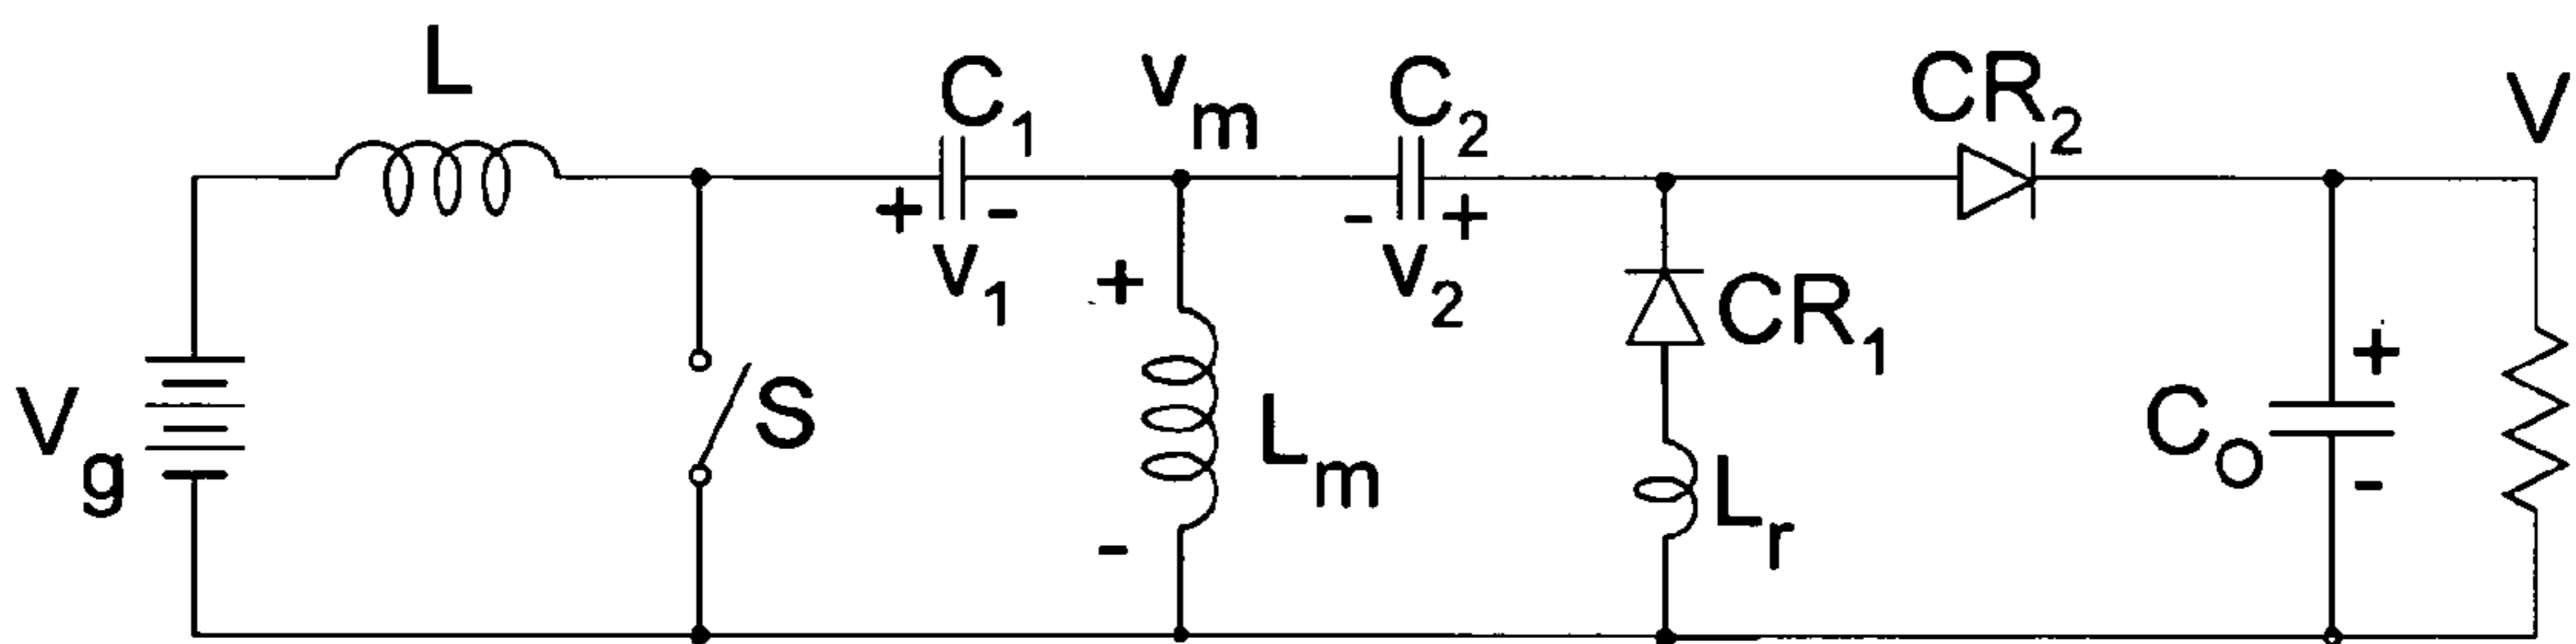 L
C1
vm
C2
CR2
V
+ -
v1
- +
v2
+
CR1
+
Vg
S
Lm
Lr
CO
-
-